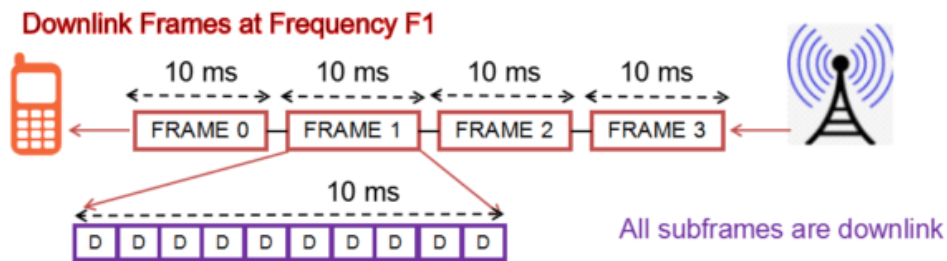 Downlink Frames at Frequency F1
10 ms 10 ms 10 ms 10 ms
FRAME 0 FRAME 1 FRAME 2 FRAME 3
10 ms
D D D D D D D D D D
All subframes are downlink